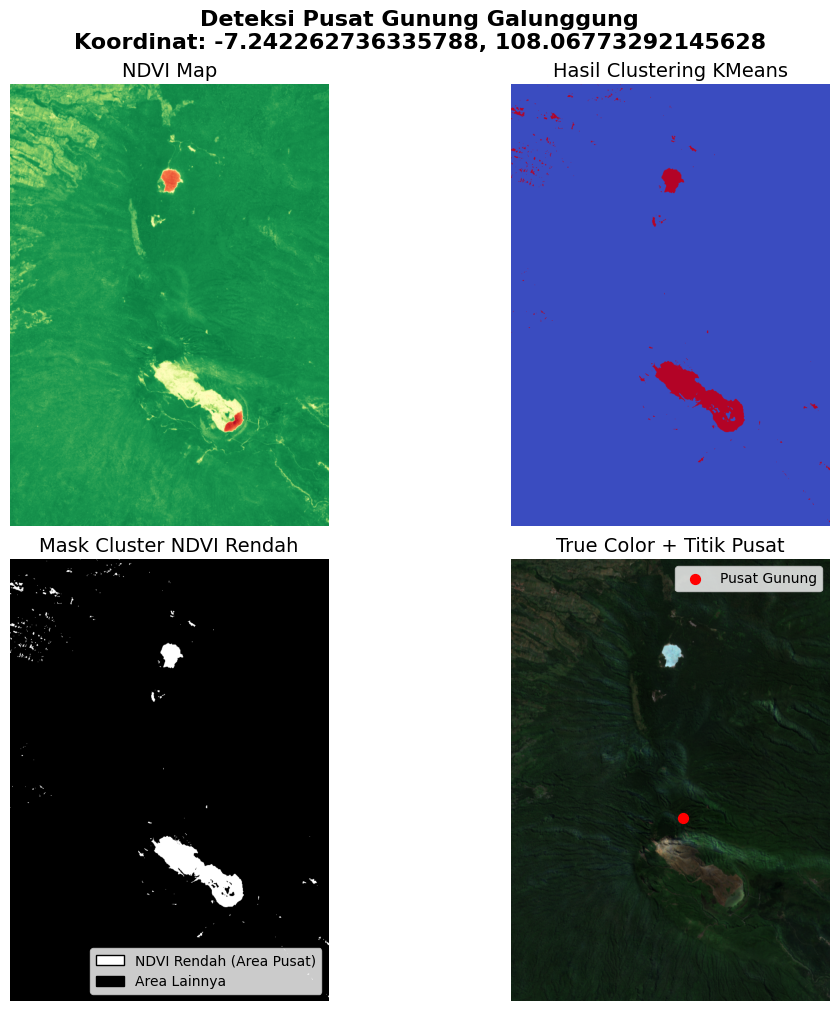 Deteksi Pusat Gunung Galunggung
Koordinat: -7.242262736335788, 108.06773292145628
NDVI Map
Hasil Clustering KMeans
Mask Cluster NDVI Rendah
NDVI Rendah (Area Pusat)
Area Lainnya
True Color + Titik Pusat
Pusat Gunung